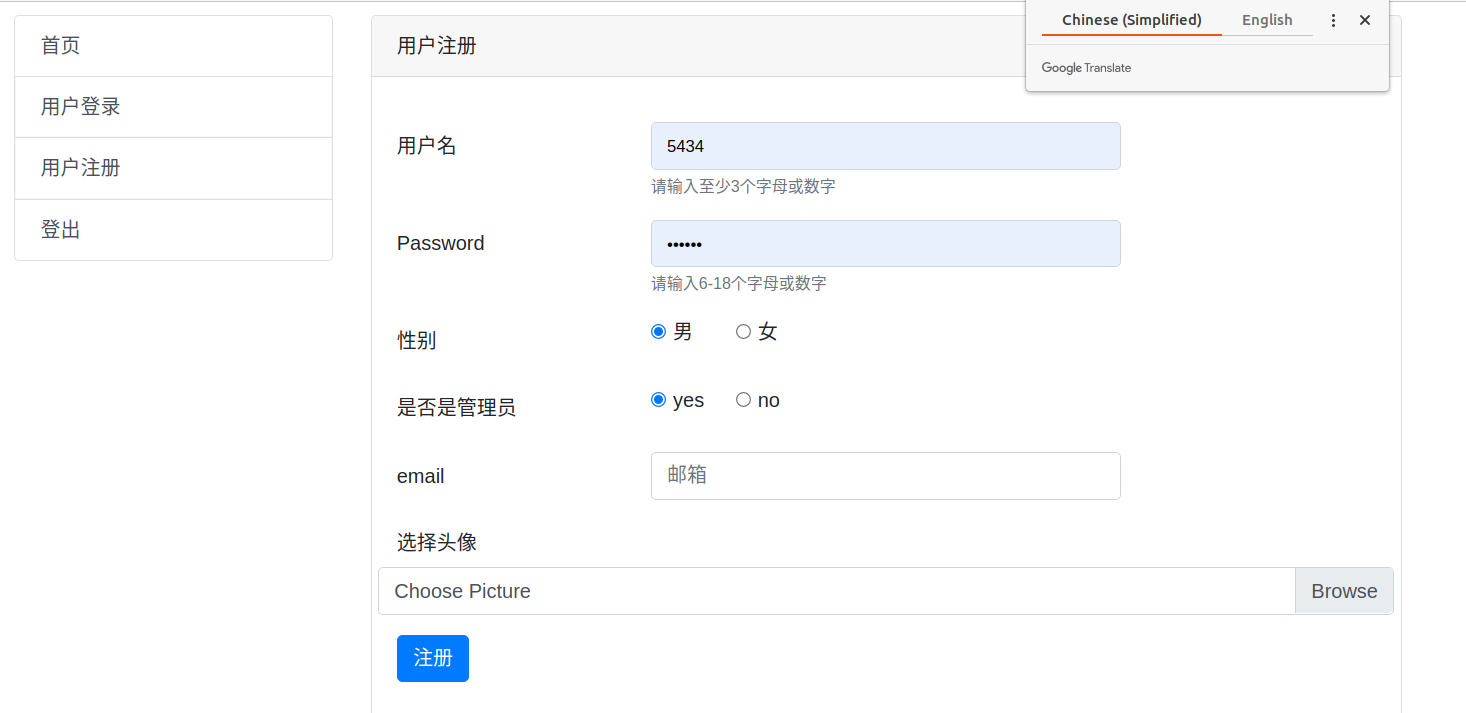 首页
用户登录
用户注册
登出
用户注册
Chinese (Simplified) English
Google Translate
用户名 5434
请输入至少3个字母或数字
Password ••••••
请输入6-18个字母或数字
性别 男 女
是否是管理员 yes no
email 邮箱
选择头像
Choose Picture Browse
注册